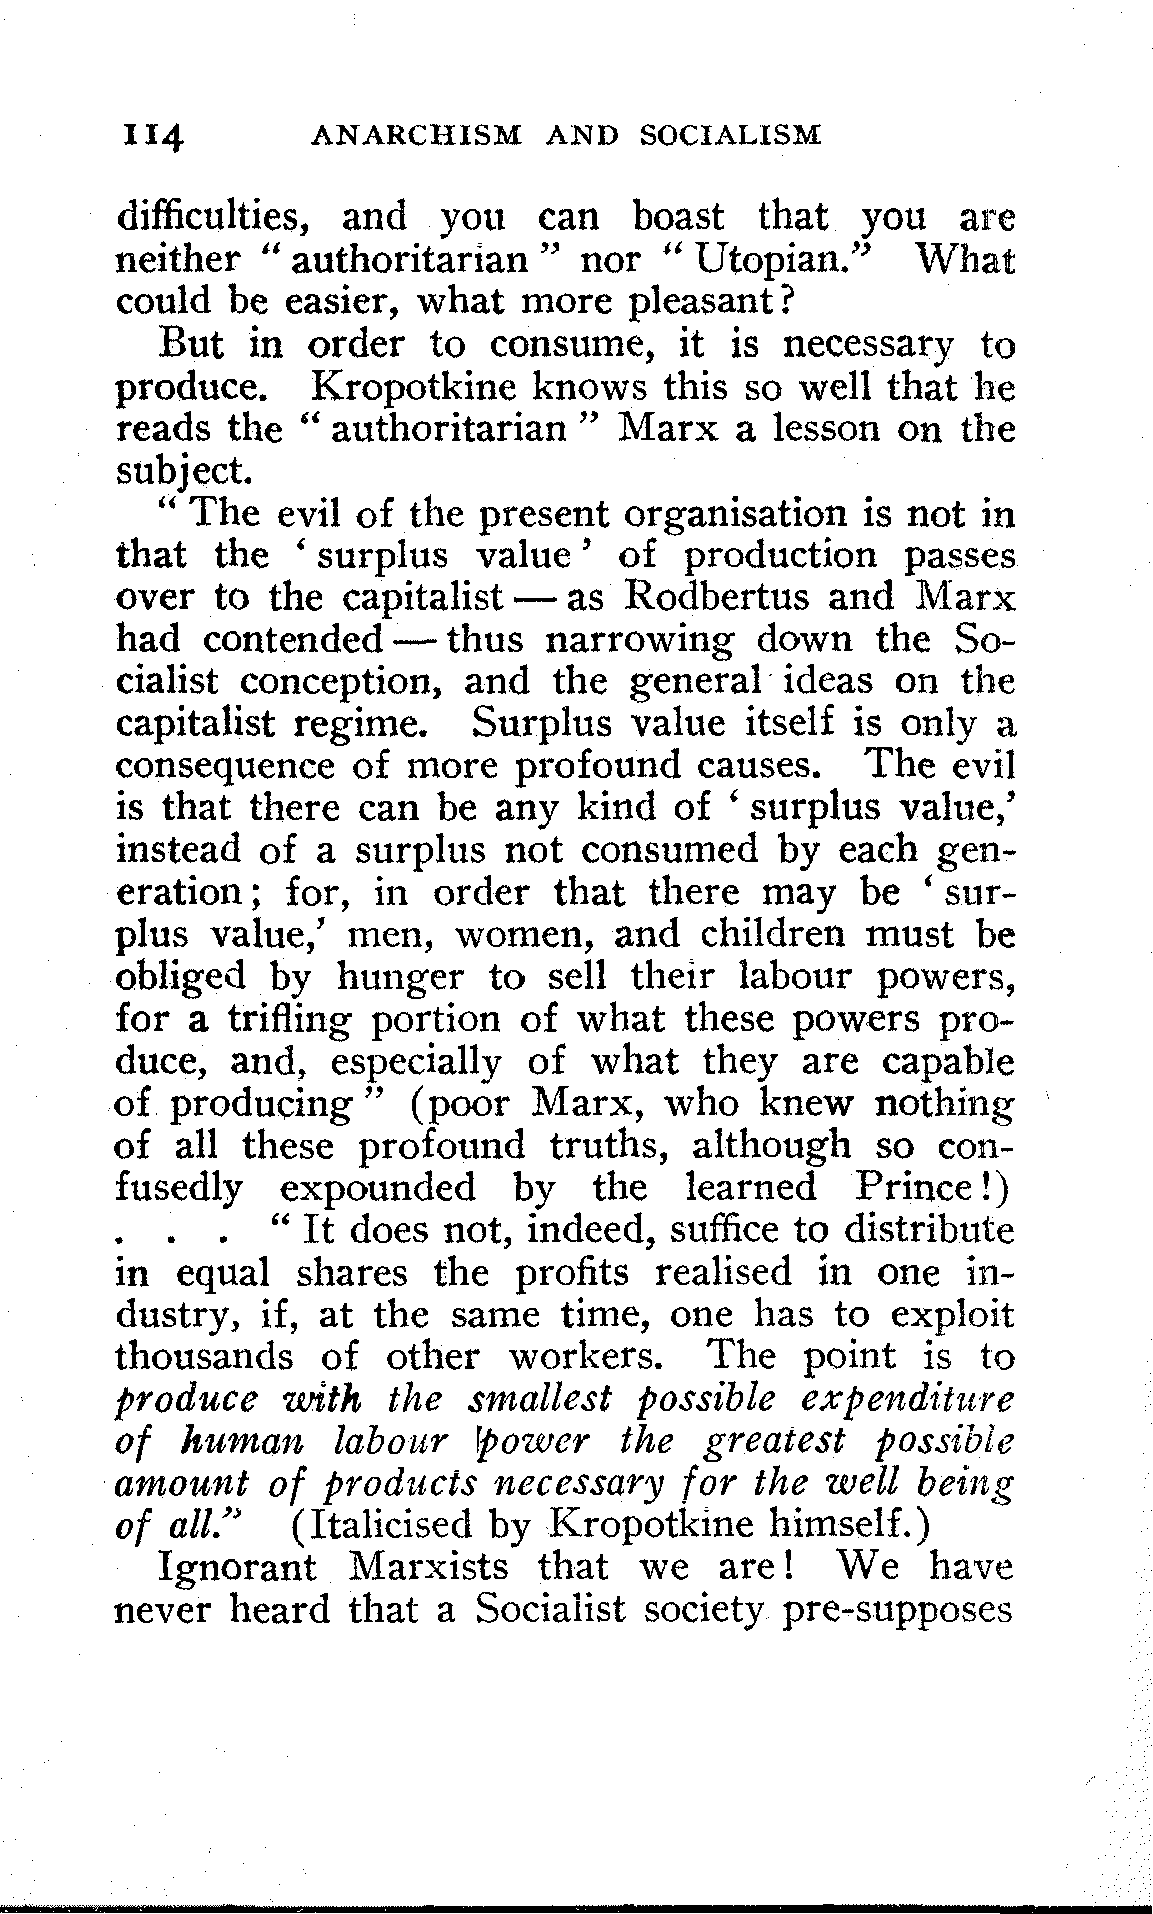 114 ANARCHISM AND SOCIALISM
difficulties, and you can boast that you are
neither " authoritarian " nor " Utopian." What
could be easier, what more pleasant?
But in order to consume, it is necessary to
produce. Kropotkine knows this so well that he
reads the " authoritarian " Marx a lesson on the
subject.
" The evil of the present organisation is not in
that the ' surplus value ' of production passes
over to the capitalist — as Rodbertus and Marx
had contended — thus narrowing down the So-
cialist conception, and the general ideas on the
capitalist regime. Surplus value itself is only a
consequence of more profound causes. The evil
is that there can be any kind of ' surplus value,'
instead of a surplus not consumed by each gen-
eration; for, in order that there may be ' sur-
plus value,' men, women, and children must be
obliged by hunger to sell their labour powers,
for a trifling portion of what these powers pro-
duce, and, especially of what they are capable
of producing " (poor Marx, who knew nothing
of all these profound truths, although so con-
fusedly expounded by the learned Prince!)
. . . " It does not, indeed, suffice to distribute
in equal shares the profits realised in one in-
dustry, if, at the same time, one has to exploit
thousands of other workers. The point is to
produce with the smallest possible expenditure
of human labour power the greatest possible
amount of products necessary for the well being
of all." (Italicised by Kropotkine himself.)
Ignorant Marxists that we are! We have
never heard that a Socialist society pre-supposes